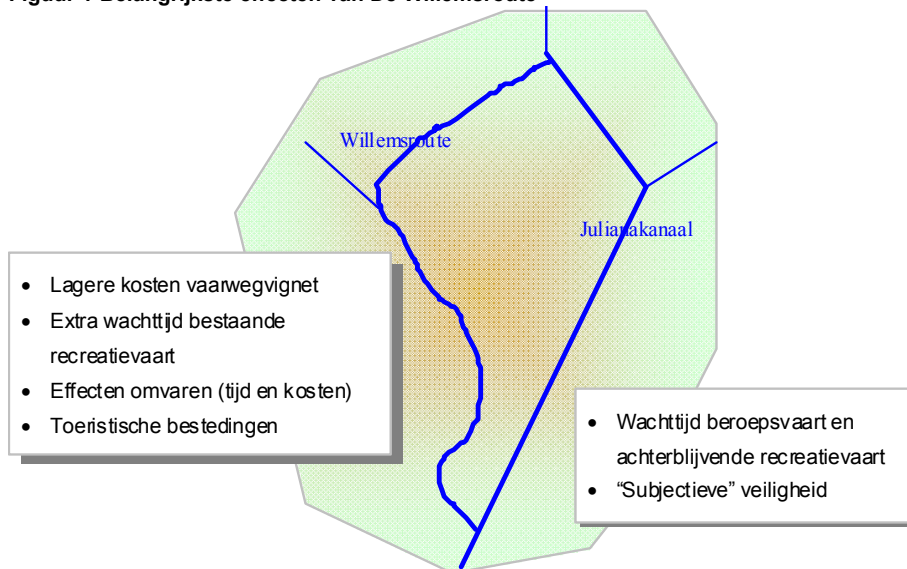 Figuur 1 Belangrijkste effecten van De Willemsroute
Willemsroute
Julianakanaal
• Lagere kosten vaarwegvignet
• Extra wachttijd bestaande
recreatievaart
• Effecten omvaren (tijd en kosten)
• Toeristische bestedingen
• Wachttijd beroepsvaart en
achterblijvende recreatievaart
• “Subjectieve” veiligheid